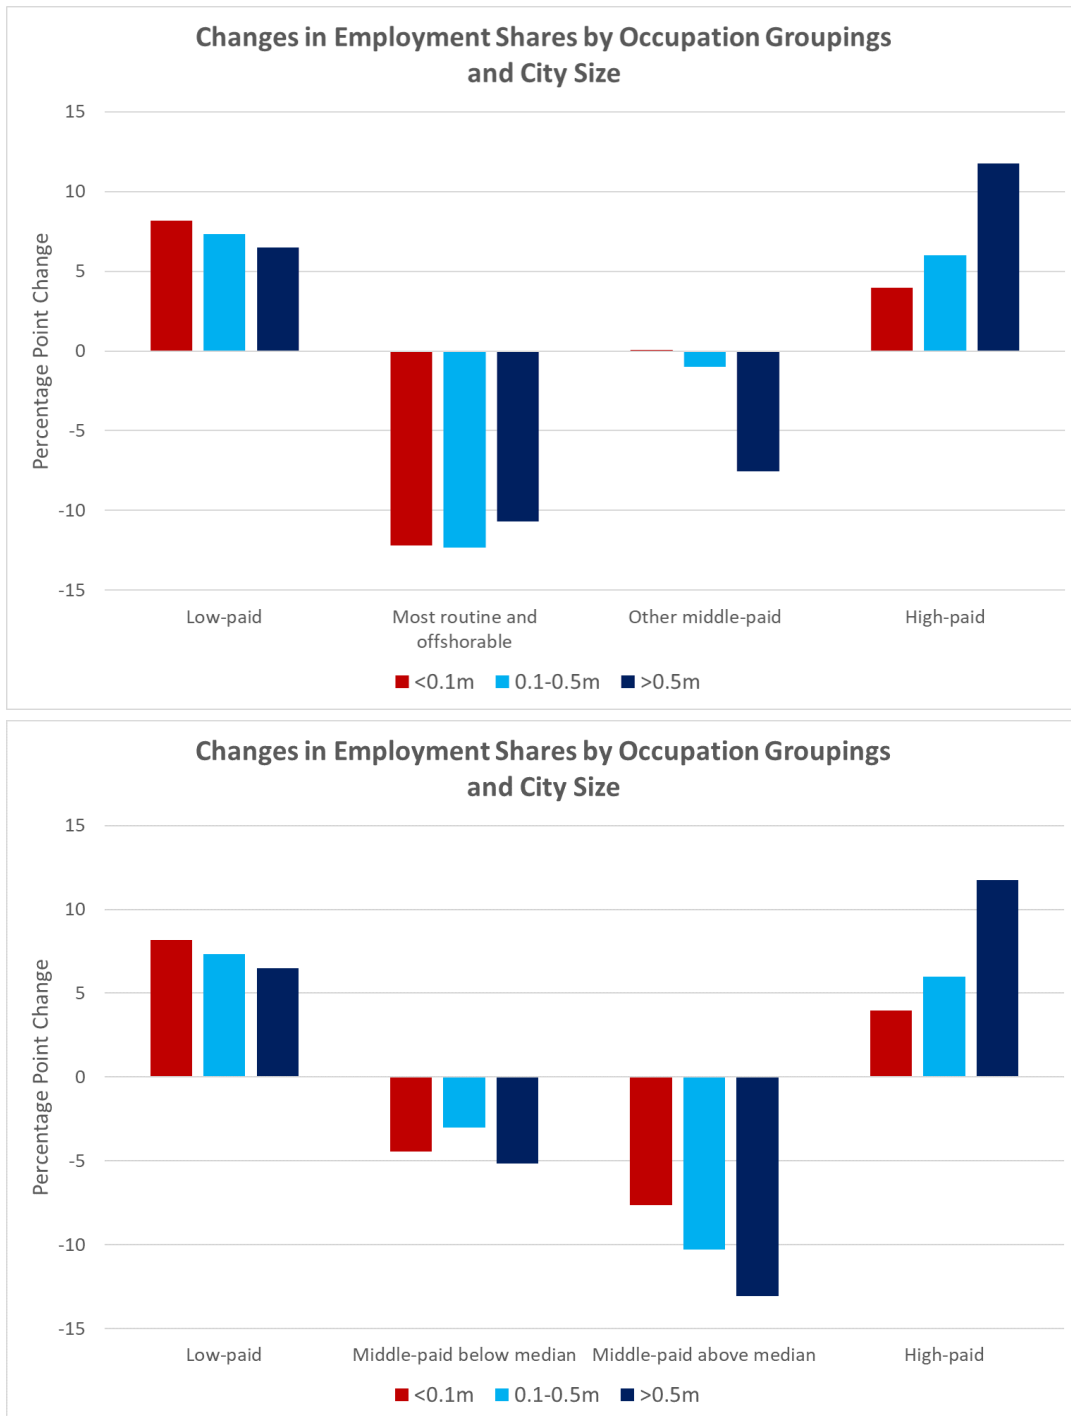 Changes in Employment Shares by Occupation Groupings
and City Size
Percentage Point Change
15
10
5
0
-5
-10
-15
Low-paid
Most routine and
offshorable
Other middle-paid
High-paid
<0.1m
0.1-0.5m
>0.5m
Changes in Employment Shares by Occupation Groupings
and City Size
Percentage Point Change
15
10
5
0
-5
-10
-15
Low-paid
Middle-paid below median
Middle-paid above median
High-paid
<0.1m
0.1-0.5m
>0.5m